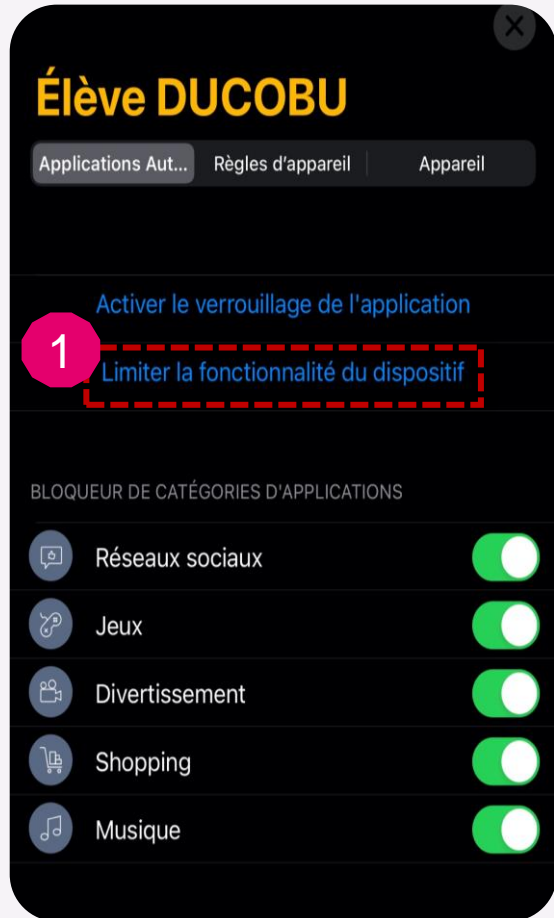 Élève DUCOBU
Applications Aut... Règles d'appareil Appareil
Activer le verrouillage de l'application
1
Limiter la fonctionnalité du dispositif
BLOQUEUR DE CATÉGORIES D'APPLICATIONS
Réseaux sociaux
Jeux
Divertissement
Shopping
Musique